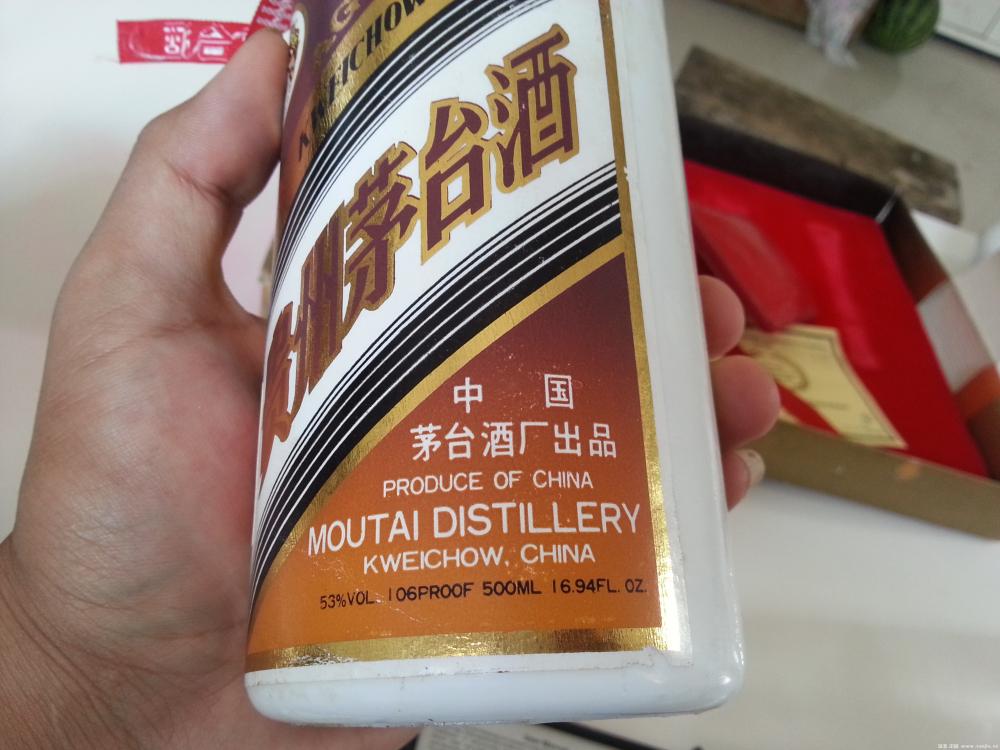 KWEICHOW
州茅台酒
中 国
茅台酒厂出品
PRODUCE OF CHINA
MOUTAI DISTILLERY
KWEICHOW, CHINA
53%VOL. 106PROOF 500ML 16.94FL. OZ.